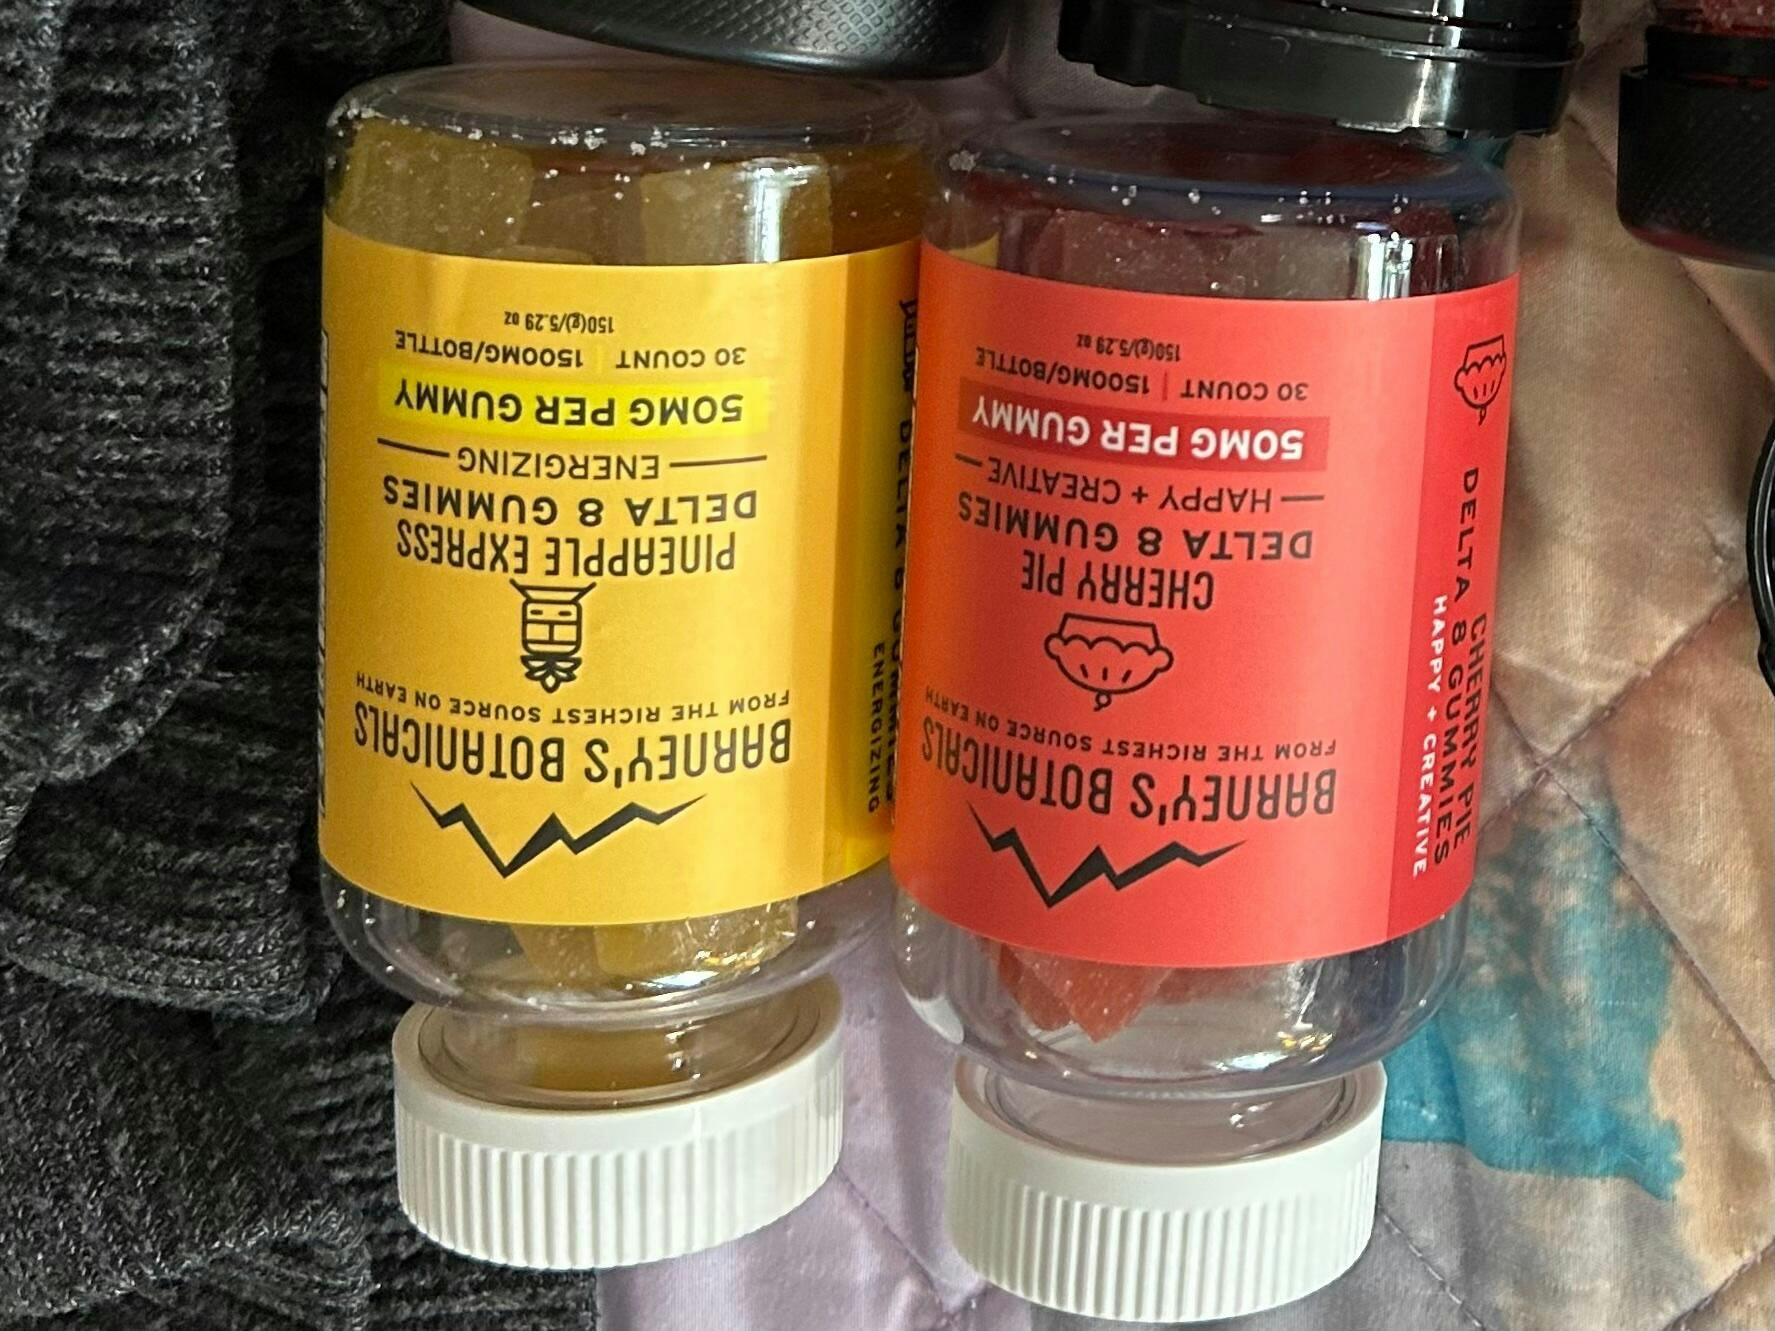 BARNEY'S BOTANICALS
FROM THE RICHEST SOURCE ON EARTH
PINEAPPLE EXPRESS
DELTA 8 GUMMIES
ENERGIZING
50MG PER GUMMY
30 COUNT | 1500MG/BOTTLE
150(g)/5.29 oz
DELTA 8 GUMMIES
ENERGIZING
BARNEY'S BOTANICALS
FROM THE RICHEST SOURCE ON EARTH
CHERRY PIE
DELTA 8 GUMMIES
HAPPY + CREATIVE
50MG PER GUMMY
30 COUNT | 1500MG/BOTTLE
150(g)/5.29 oz
CHERRY PIE
DELTA 8 GUMMIES
HAPPY + CREATIVE